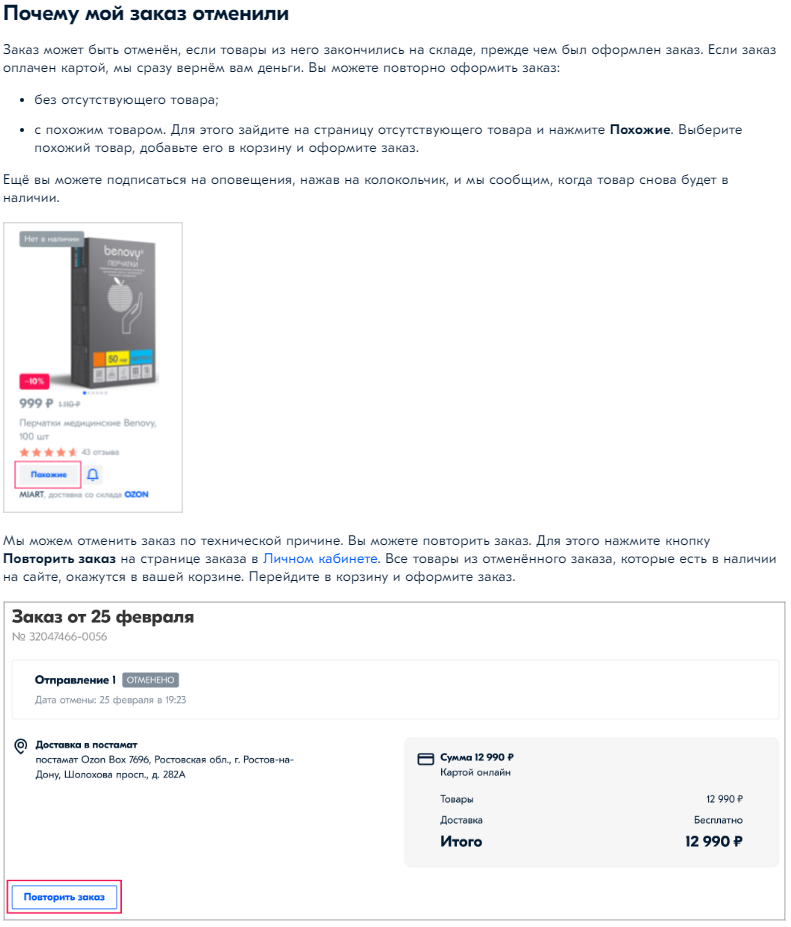 Почему мой заказ отменили
Заказ может быть отменён, если товары из него закончились на складе, прежде чем был оформлен заказ. Если заказ
оплачен картой, мы сразу вернём вам деньги. Вы можете повторно оформить заказ:
• без отсутствующего товара;
• с похожим товаром. Для этого зайдите на страницу отсутствующего товара и нажмите Похожие. Выберите
похожий товар, добавьте его в корзину и оформите заказ.
Ещё вы можете подписаться на оповещения, нажав на колокольчик, и мы сообщим, когда товар снова будет в
наличии.
Нет в наличии
benovy
ПЕРЧАТКИ
50
-10%
999 ₽ 1 110 ₽
Перчатки медицинские Benovy,
100 шт
43 отзыва
Похожие
MIART, доставка со склада OZON
Мы можем отменить заказ по технической причине. Вы можете повторить заказ. Для этого нажмите кнопку
Повторить заказ на странице заказа в Личном кабинете. Все товары из отменённого заказа, которые есть в наличии
на сайте, окажутся в вашей корзине. Перейдите в корзину и оформите заказ.
Заказ от 25 февраля
№ 32047466-0056
Отправление 1 ОТМЕНЕНО
Дата отмены: 25 февраля в 19:23
Доставка в постамат
постамат Ozon Box 7696, Ростовская обл., г. Ростов-на-
Дону, Шолохова просп., д. 282А
Сумма 12 990 ₽
Картой онлайн
Товары 12 990 ₽
Доставка Бесплатно
Итого 12 990 ₽
Повторить заказ